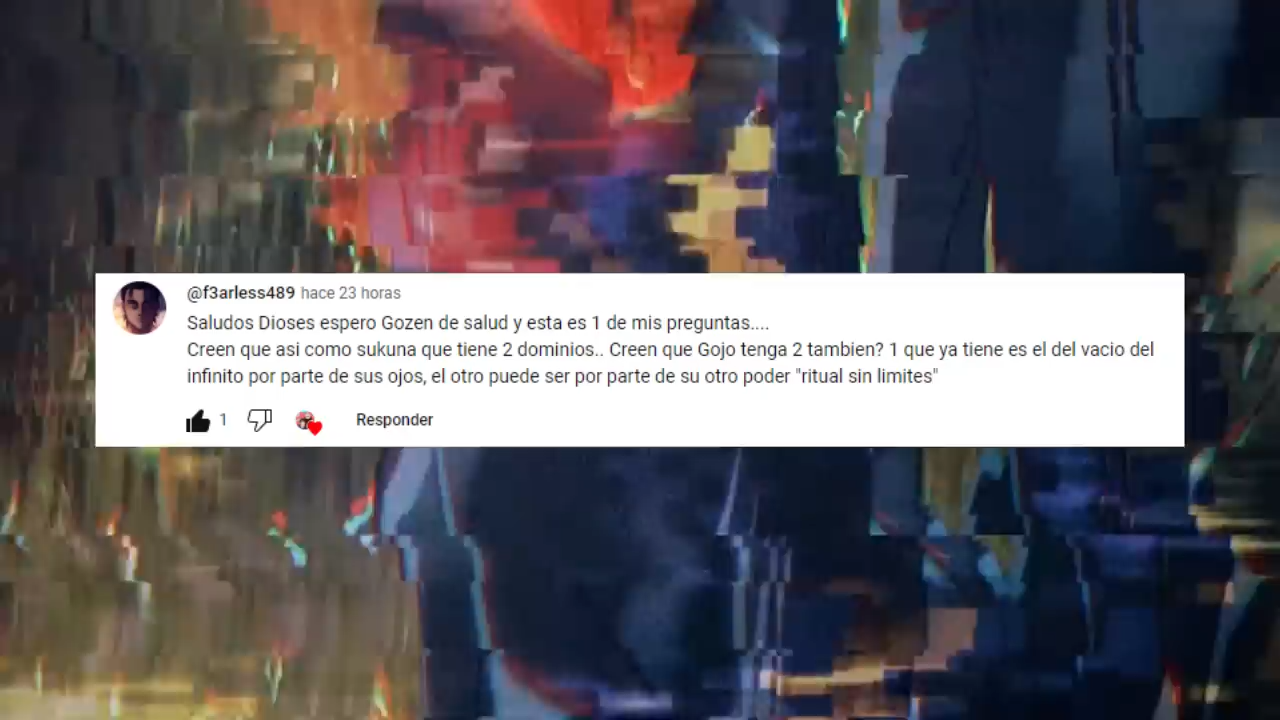 @f3arless489 hace 23 horas
Saludos Dioses espero Gozen de salud y esta es 1 de mis preguntas....
Creen que asi como sukuna que tiene 2 dominios.. Creen que Gojo tenga 2 tambien? 1 que ya tiene es el del vacio del
infinito por parte de sus ojos, el otro puede ser por parte de su otro poder "ritual sin limites"
1 Responder